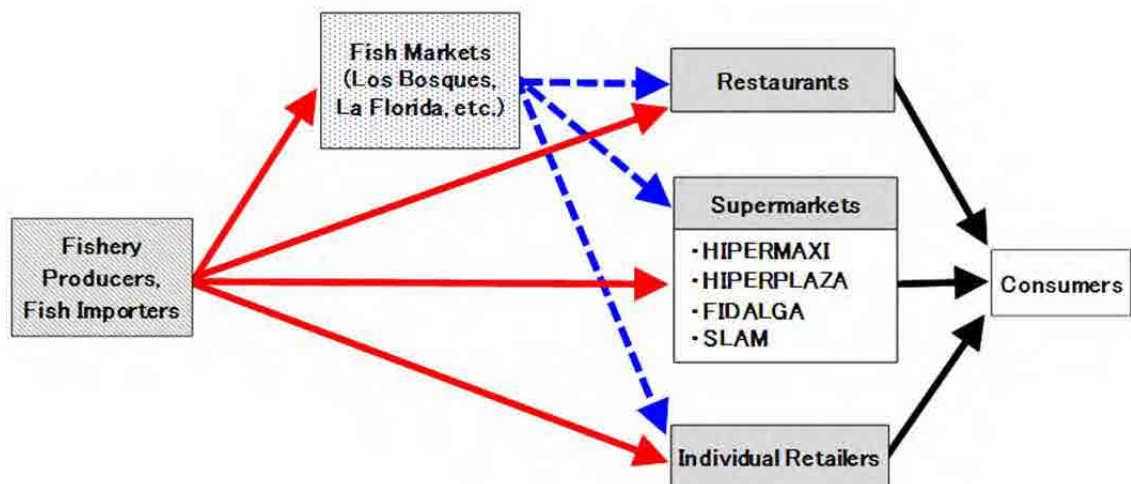 Fish Markets
(Los Bosques,
La Florida, etc.)
Restaurants
Fishery
Producers,
Fish Importers
Supermarkets
・HIPERMAXI
・HIPERPLAZA
・FIDALGA
・SLAM
Consumers
Individual Retailers